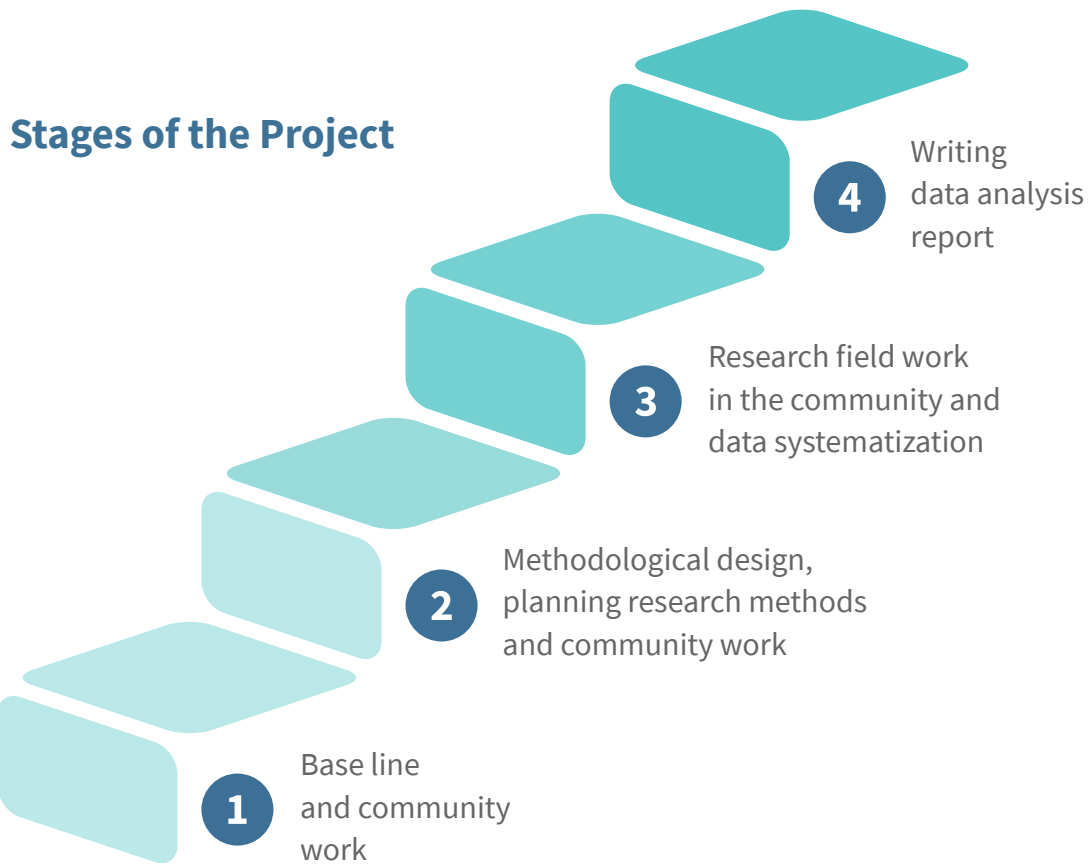 Stages of the Project
4
Writing
data analysis
report
3
Research field work
in the community and
data systematization
2
Methodological design,
planning research methods
and community work
1
Base line
and community
work